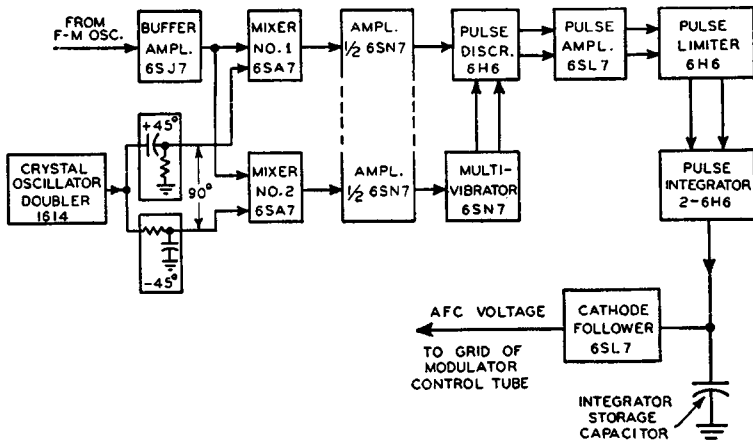 FROM
F-M OSC.
BUFFER
AMPL.
6SJ7
MIXER
NO. 1
6SA7
AMPL.
1/2 6SN7
PULSE
DISCR.
6H6
PULSE
AMPL.
6SL7
PULSE
LIMITER
6H6
+45°
CRYSTAL
OSCILLATOR
DOUBLER
1614
90°
-45°
MIXER
NO. 2
6SA7
AMPL.
1/2 6SN7
MULTI-
VIBRATOR
6SN7
PULSE
INTEGRATOR
2-6H6
AFC VOLTAGE
TO GRID OF
MODULATOR
CONTROL TUBE
CATHODE
FOLLOWER
6SL7
INTEGRATOR
STORAGE
CAPACITOR